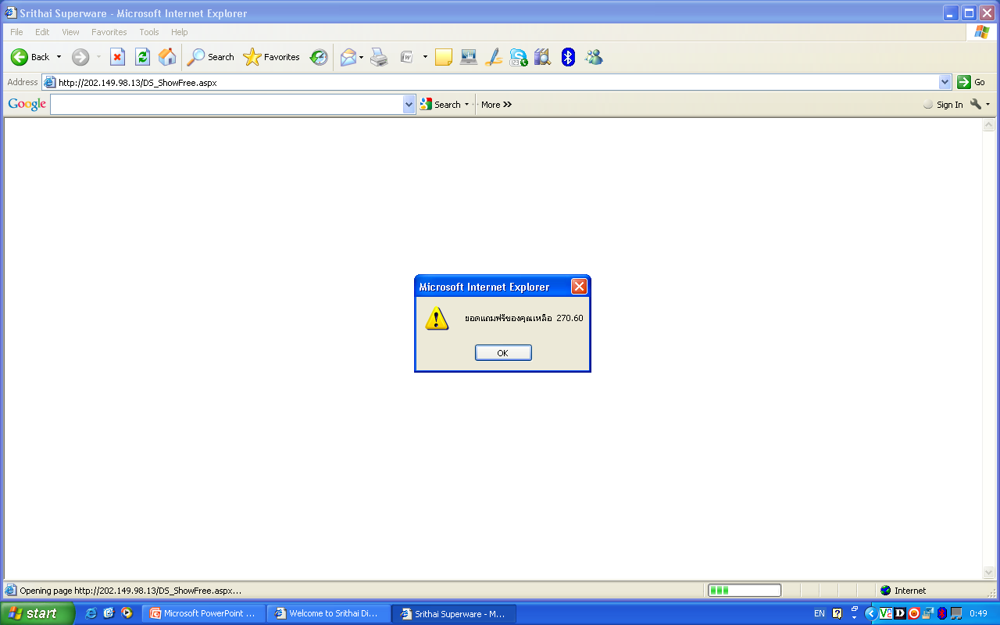 Srithai Superware - Microsoft Internet Explorer
File Edit View Favorites Tools Help
Back Search Favorites
Address http://202.149.98.13/DS_ShowFree.aspx Go
Google Search More Sign In
Microsoft Internet Explorer
ยอดแถมฟรีของคุณเหลือ 270.60
OK
Opening page http://202.149.98.13/DS_ShowFree.aspx... Internet
start Microsoft PowerPoint ... Welcome to Srithai Di... Srithai Superware - M... EN 0:49